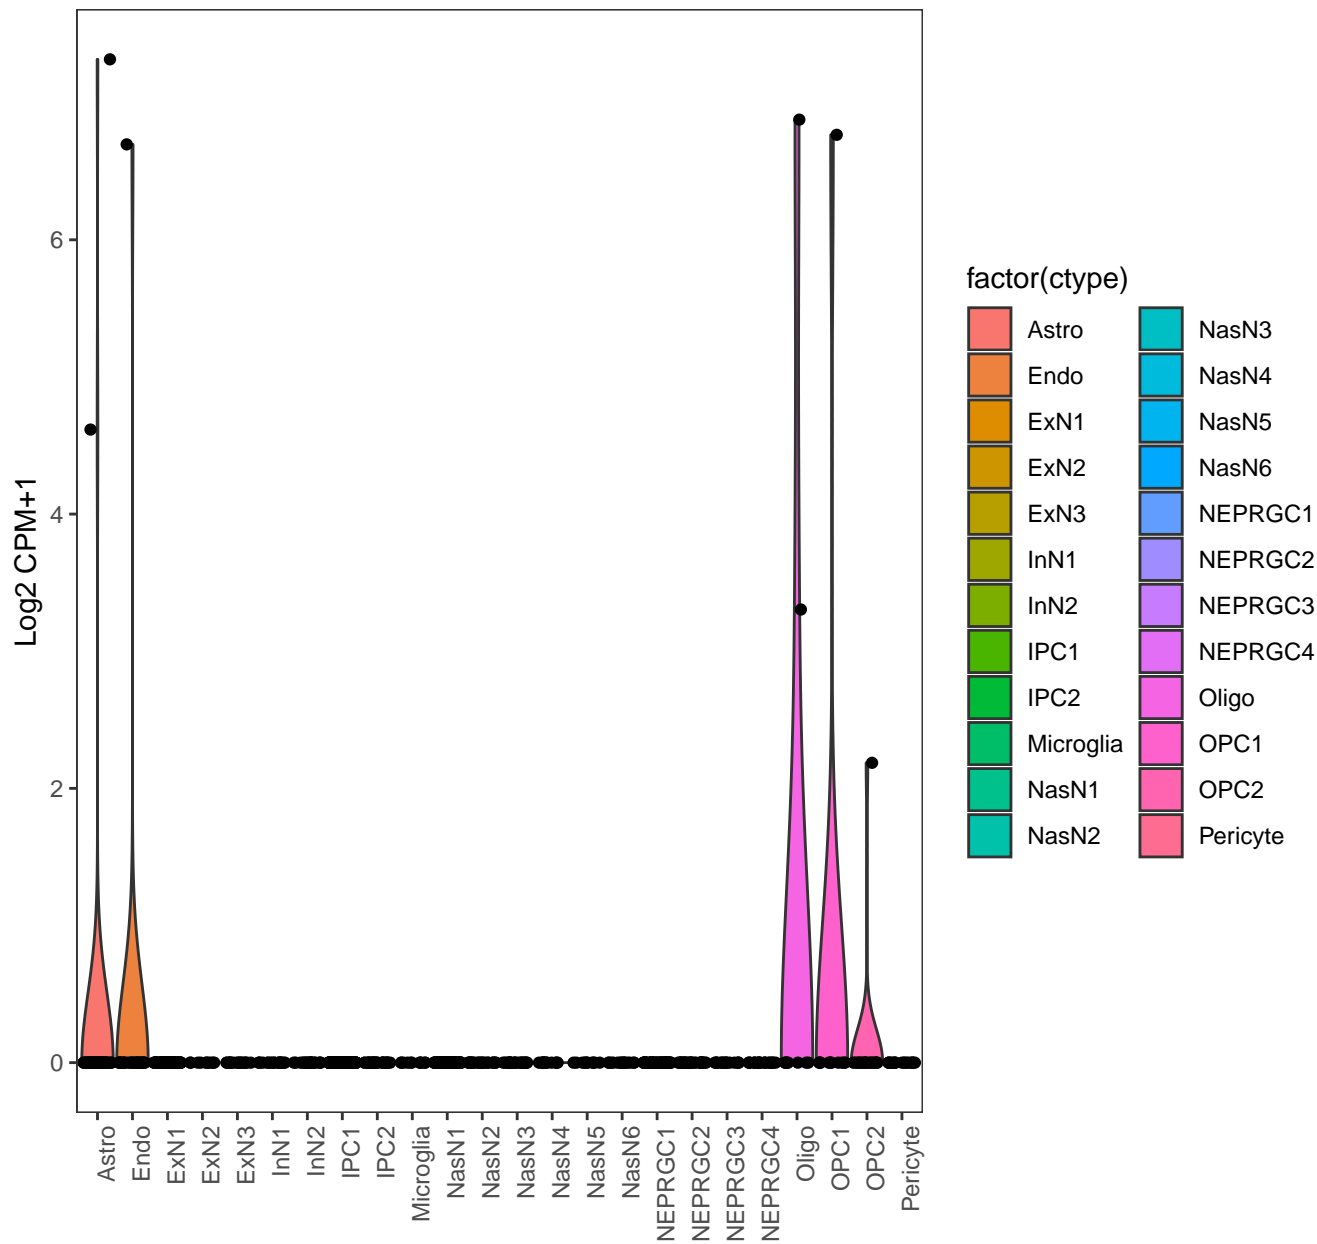 6
4
2
0
Log2 CPM+1
Astro
Endo
ExN1
ExN2
ExN3
InN1
InN2
IPC1
IPC2
Microglia
NasN1
NasN2
NasN3
NasN4
NasN5
NasN6
NEPRGC1
NEPRGC2
NEPRGC3
NEPRGC4
Oligo
OPC1
OPC2
Pericyte
factor(ctype)
Astro
Endo
ExN1
ExN2
ExN3
InN1
InN2
IPC1
IPC2
Microglia
NasN1
NasN2
NasN3
NasN4
NasN5
NasN6
NEPRGC1
NEPRGC2
NEPRGC3
NEPRGC4
Oligo
OPC1
OPC2
Pericyte